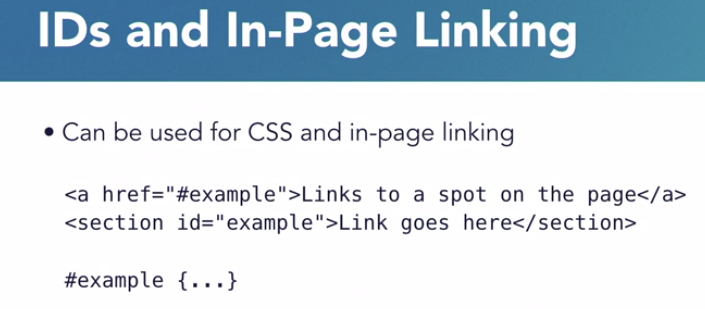 IDs and In-Page Linking
• Can be used for CSS and in-page linking
<a href="#example">Links to a spot on the page</a>
<section id="example">Link goes here</section>
#example {...}